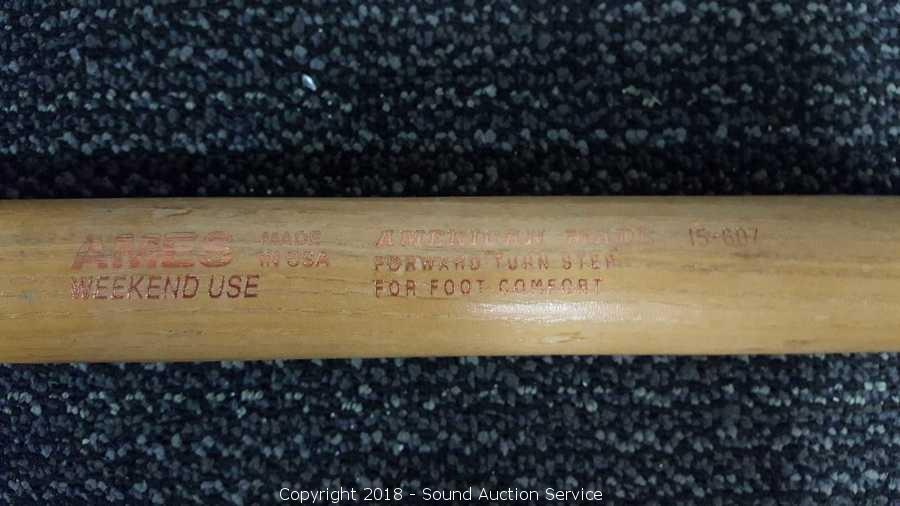 AMES MADE IN USA
WEEKEND USE
AMERICAN MADE 15-607
FORWARD TURN STEP
FOR FOOT COMFORT
Copyright 2018 - Sound Auction Service